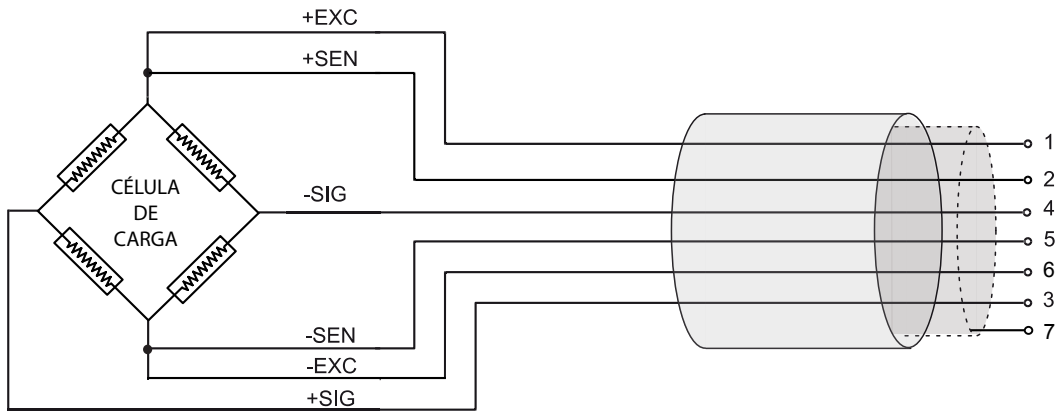 +EXC
+SEN
1
2
CÉLULA
DE
CARGA
-SIG
4
5
6
3
7
-SEN
-EXC
+SIG